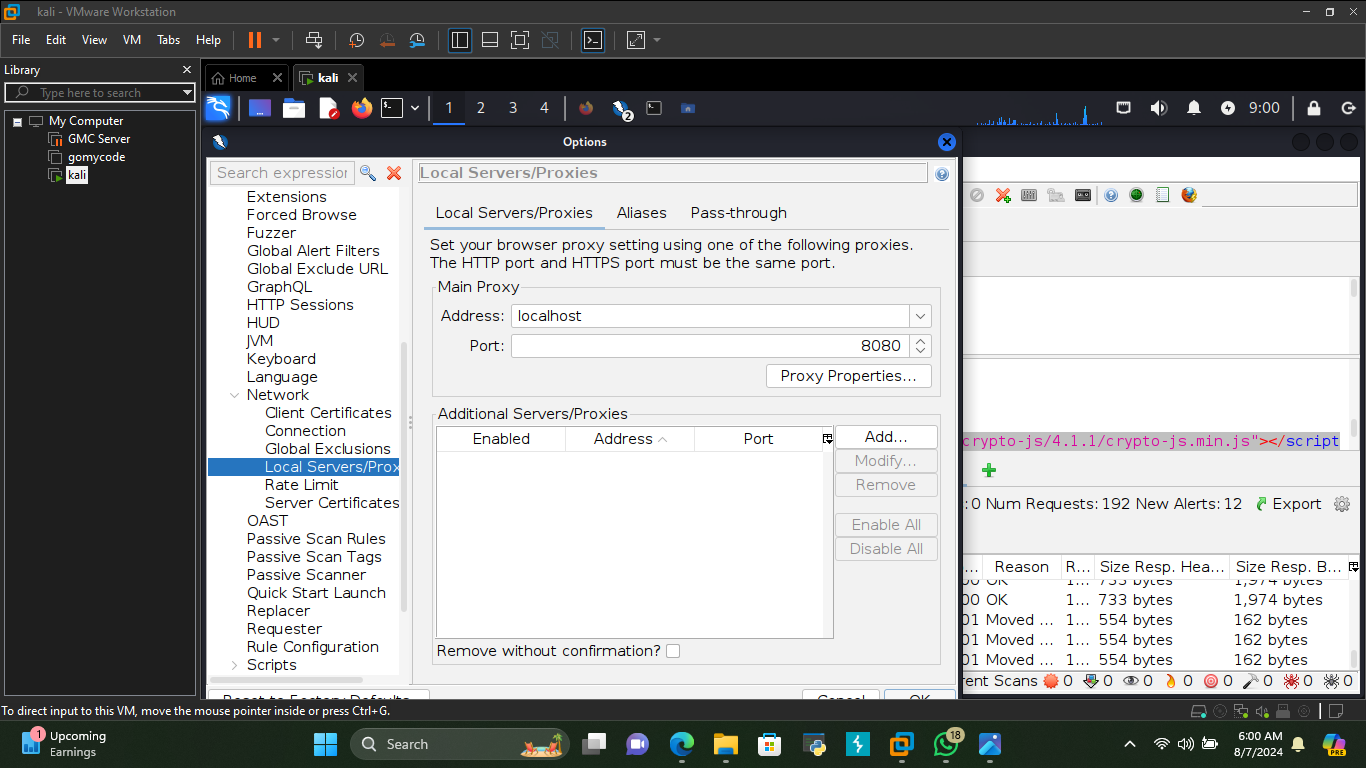 kali - VMware Workstation
File Edit View VM Tabs Help
Library
Type here to search
My Computer
GMC Server
gomycode
kali
Home
kali
1 2 3 4
2
9:00
Options
Search expression
Extensions
Forced Browse
Fuzzer
Global Alert Filters
Global Exclude URL
GraphQL
HTTP Sessions
HUD
JVM
Keyboard
Language
Network
Client Certificates
Connection
Global Exclusions
Local Servers/Prox
Rate Limit
Server Certificates
OAST
Passive Scan Rules
Passive Scan Tags
Passive Scanner
Quick Start Launch
Replacer
Requester
Rule Configuration
Scripts
Reset to Factory Defaults
Local Servers/Proxies
Local Servers/Proxies Aliases Pass-through
Set your browser proxy setting using one of the following proxies.
The HTTP port and HTTPS port must be the same port.
Main Proxy
Address: localhost
Port: 8080
Proxy Properties...
Additional Servers/Proxies
Enabled Address Port
Add...
Modify...
Remove
Enable All
Disable All
Remove without confirmation?
Cancel OK
crypto-js/4.1.1/crypto-js.min.js"></script
: 0 Num Requests: 192 New Alerts: 12 Export
... Reason R... Size Resp. Hea... Size Resp. B...
00 OK 1... 733 bytes 1,974 bytes
00 OK 1... 733 bytes 1,974 bytes
01 Moved ... 1... 554 bytes 162 bytes
01 Moved ... 1... 554 bytes 162 bytes
01 Moved ... 1... 554 bytes 162 bytes
rent Scans 0 0 0 0 0 0 0 0
To direct input to this VM, move the mouse pointer inside or press Ctrl+G.
1
Upcoming
Earnings
Search
18
PRE
6:00 AM
8/7/2024